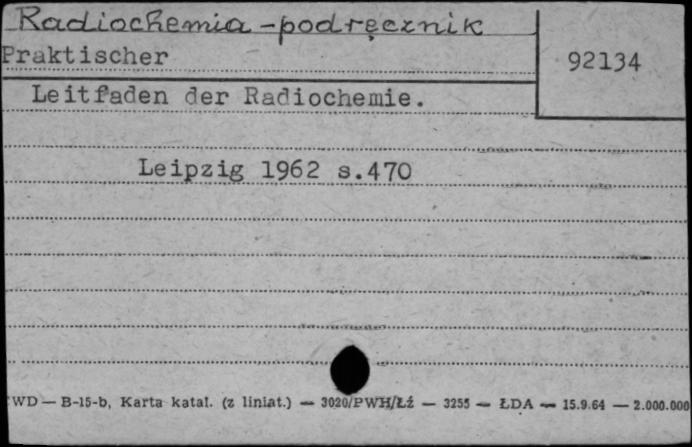 Radiochemia - podręcznik
Praktischer
92134
Leitfaden der Radiochemie.
Leipzig 1962 s.470
WD — B-15-b, Karta katal. (z liniat.) — 3020/PWH/Łź — 3255 — ŁDA — 15.9.64 — 2.000.000